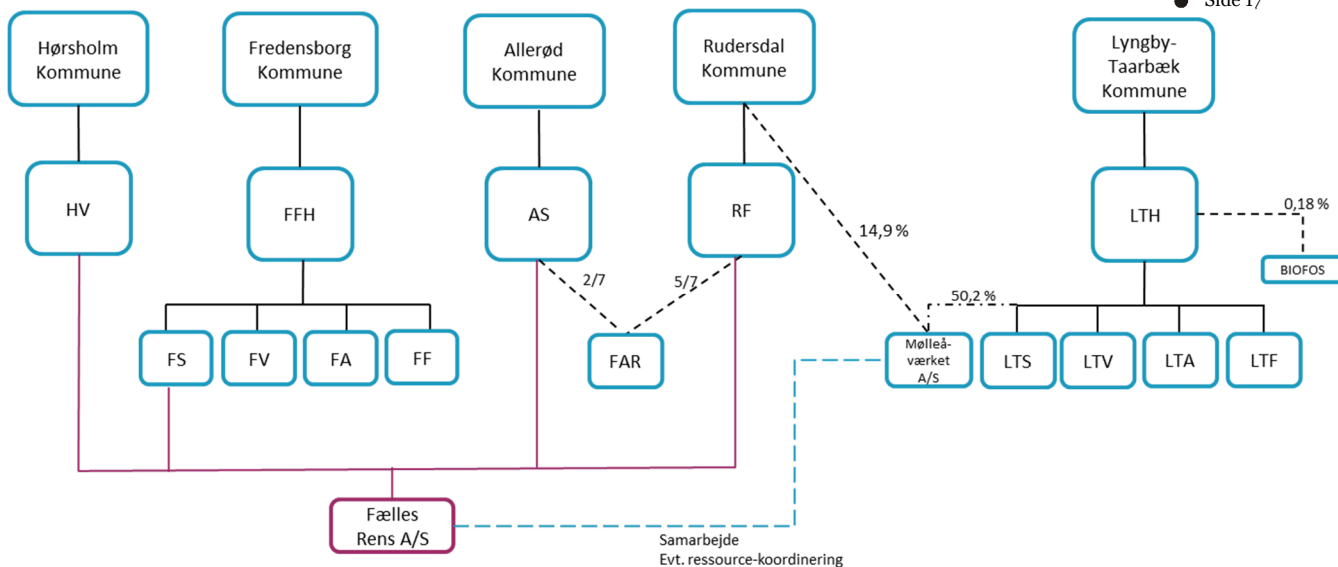 Side 17
Hørsholm
Kommune
Fredensborg
Kommune
Allerød
Kommune
Rudersdal
Kommune
Lyngby-
Taarbæk
Kommune
HV
FFH
AS
RF
LTH
14,9 %
0,18 %
BIOFOS
2/7
5/7
50,2 %
FS
FV
FA
FF
FAR
Mølleå-
værket
A/S
LTS
LTV
LTA
LTF
Fælles
Rens A/S
Samarbejde
Evt. ressource-koordinering